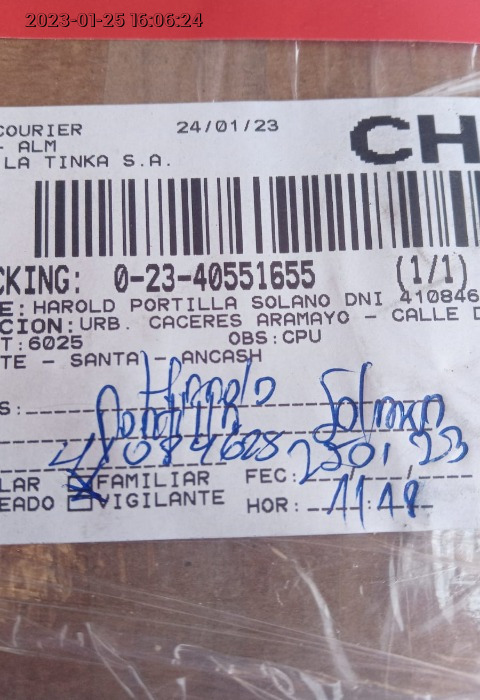 2023-01-25 16:06:24
COURIER 24/01/23 CH
- ALM
LA TINKA S.A.
CKING: 0-23-40551655 (1/1)
E: HAROLD PORTILLA SOLANO DNI 410846
CION: URB. CACERES ARAMAYO - CALLE D
T: 6025 OBS: CPU
TE - SANTA - ANCASH
S: Harold
Portilla Solano
41084608 25 01 23
LAR FAMILIAR FEC: / /
EADO VIGILANTE HOR: 11:18